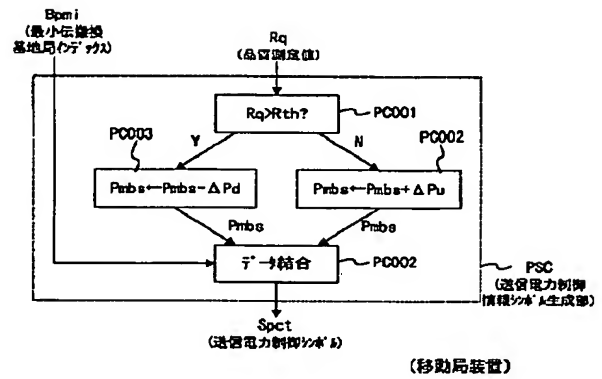 Bpmi
(最小伝搬損
基地局インデックス)
Rq
(品質測定値)
Rq>Rth?
PC001
PC003
Y
N
PC002
Pmbs←Pmbs-ΔPd
Pmbs←Pmbs+ΔPu
Pmbs
Pmbs
データ結合
PC002
PSC
(送信電力制御
情報シンボル生成部)
Spct
(送信電力制御シンボル)
(移動局装置)